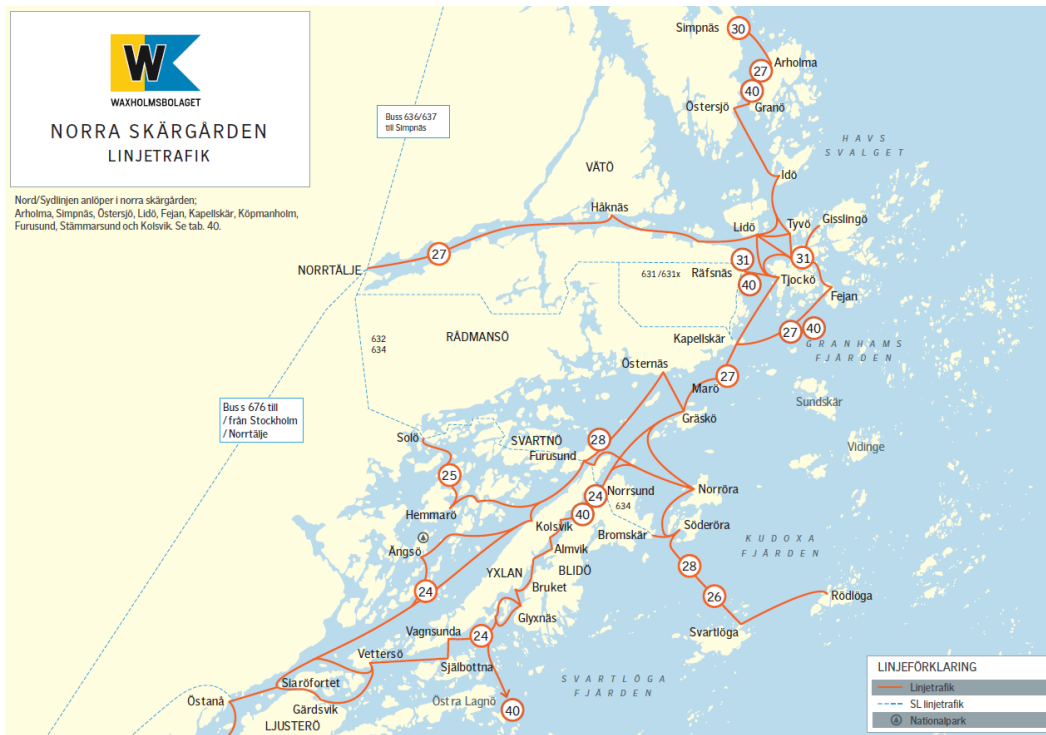 W
WAXHOLMSBOLAGET
NORRA SKÄRGÅRDEN
LINJETRAFIK
Nord/Sydlinjen anlöper i norra skärgården;
Arholma, Simpnäs, Östersjö, Lidö, Fejan, Kapellskär, Köpmanholm,
Furusund, Stämmarsund och Kolsvik. Se tab. 40.
Simpnäs
30
Arholma
27
40
Östersjö
Granö
Buss 636/637
till Simpnäs
HAVS
SVALGET
VÄTÖ
Idö
Håknäs
Lidö
Tyvö
Gisslingö
27
NORRTÄLJE
31
31
631/631x
Räfsnäs
Tjockö
40
Fejan
27
40
632
634
RÅDMANSÖ
Kapellskär
GRANHAMS
FJÄRDEN
Östernäs
27
Marö
Sundskär
Gräskö
Buss 676 till
/från Stockholm
/Norrtälje
Solö
SVARTNÖ
28
Furusund
Vidinge
25
24
Norrsund
Norröra
634
Hemmarö
40
Kolsvik
Bromskär
Söderöra
KUDOXA
FJÄRDEN
Ängsö
Almvik
28
YXLAN
BLIDÖ
24
Bruket
26
Rödlöga
Glyxnäs
Vagnsunda
24
Svartlöga
Vettersö
Själbottna
Siaröfortet
SVARTLÖGA
FJÄRDEN
Östanå
Gärdsvik
Östra Lagnö
40
LJUSTERÖ
LINJEFÖRKLARING
Linjetrafik
SL linjetrafik
Nationalpark